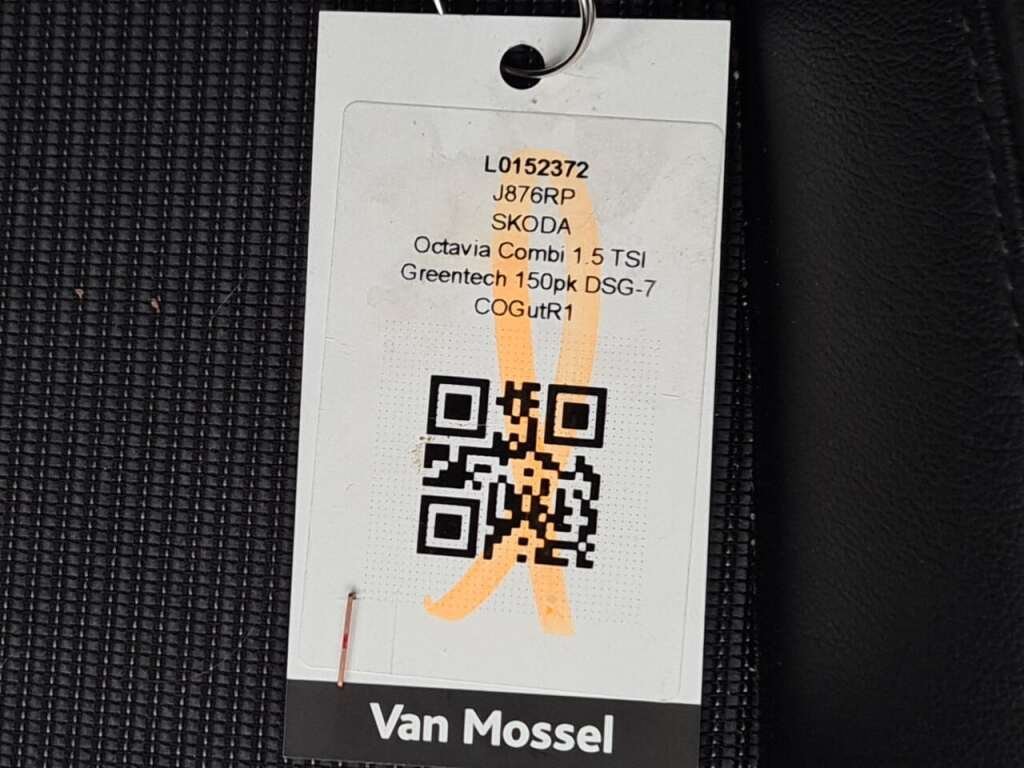 L0152372
J876RP
SKODA
Octavia Combi 1.5 TSI
Greentech 150pk DSG-7
COGutR1
Van Mossel